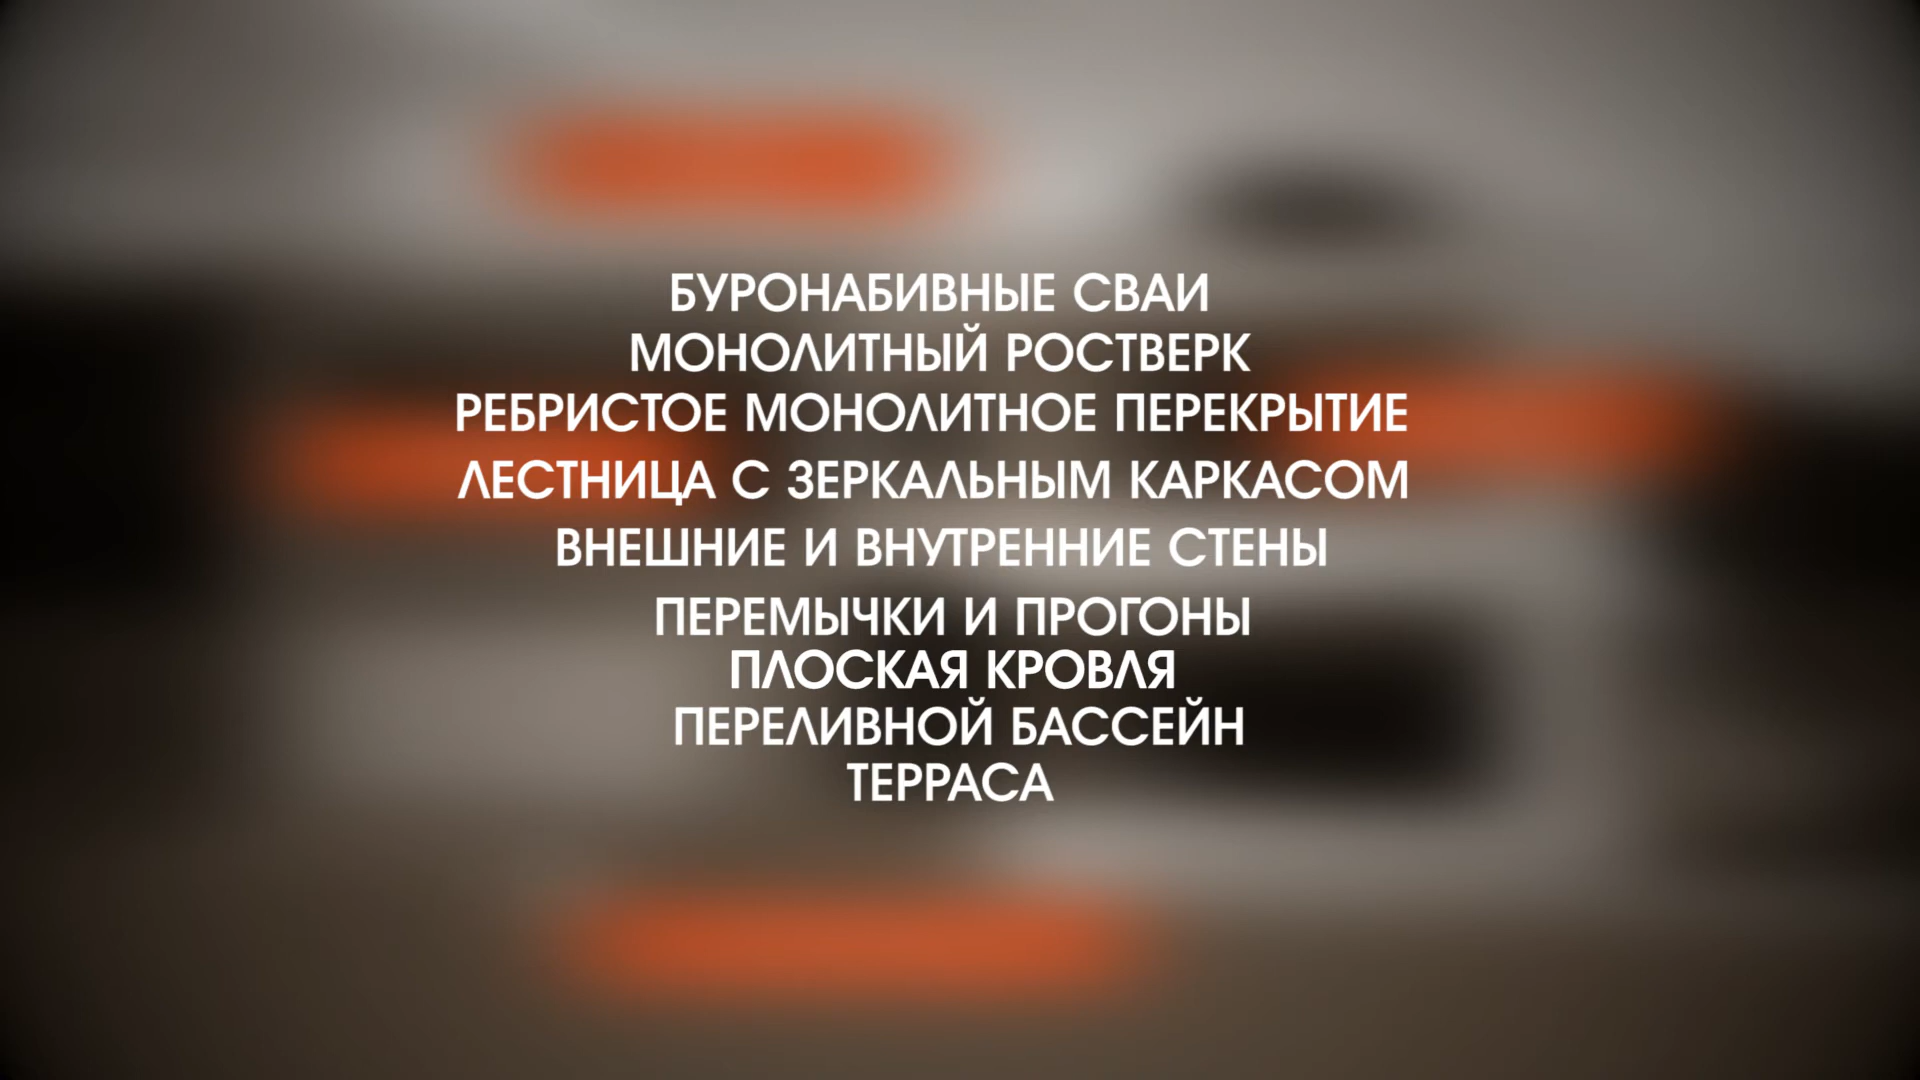 БУРОНАБИВНЫЕ СВАИ
МОНОЛИТНЫЙ РОСТВЕРК
РЕБРИСТОЕ МОНОЛИТНОЕ ПЕРЕКРЫТИЕ
ЛЕСТНИЦА С ЗЕРКАЛЬНЫМ КАРКАСОМ
ВНЕШНИЕ И ВНУТРЕННИЕ СТЕНЫ
ПЕРЕМЫЧКИ И ПРОГОНЫ
ПЛОСКАЯ КРОВЛЯ
ПЕРЕЛИВНОЙ БАССЕЙН
ТЕРРАСА